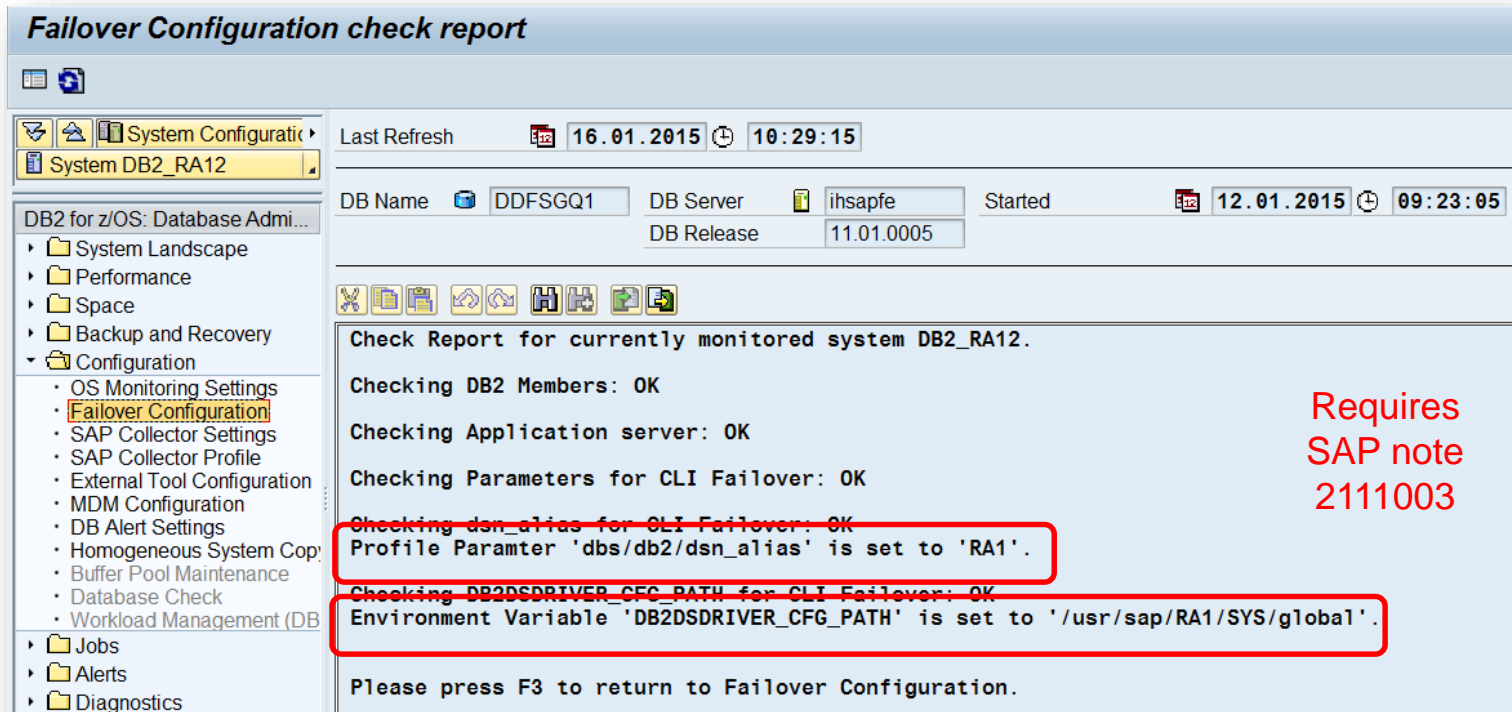 Failover Configuration check report
System Configuratic
System DB2_RA12
Last Refresh 16.01.2015 10:29:15
DB Name DDFSGQ1 DB Server ihsapfe Started 12.01.2015 09:23:05
DB Release 11.01.0005
DB2 for z/OS: Database Admi...
System Landscape
Performance
Space
Backup and Recovery
Configuration
OS Monitoring Settings
Failover Configuration
SAP Collector Settings
SAP Collector Profile
External Tool Configuration
MDM Configuration
DB Alert Settings
Homogeneous System Copy
Buffer Pool Maintenance
Database Check
Workload Management (DB
Jobs
Alerts
Diagnostics
Check Report for currently monitored system DB2_RA12.
Checking DB2 Members: OK
Checking Application server: OK
Checking Parameters for CLI Failover: OK
Checking dsn_alias for CLI Failover: OK
Profile Paramter 'dbs/db2/dsn_alias' is set to 'RA1'.
Checking DB2DSDRIVER_CFG_PATH for CLI Failover: OK
Environment Variable 'DB2DSDRIVER_CFG_PATH' is set to '/usr/sap/RA1/SYS/global'.
Please press F3 to return to Failover Configuration.
Requires
SAP note
2111003